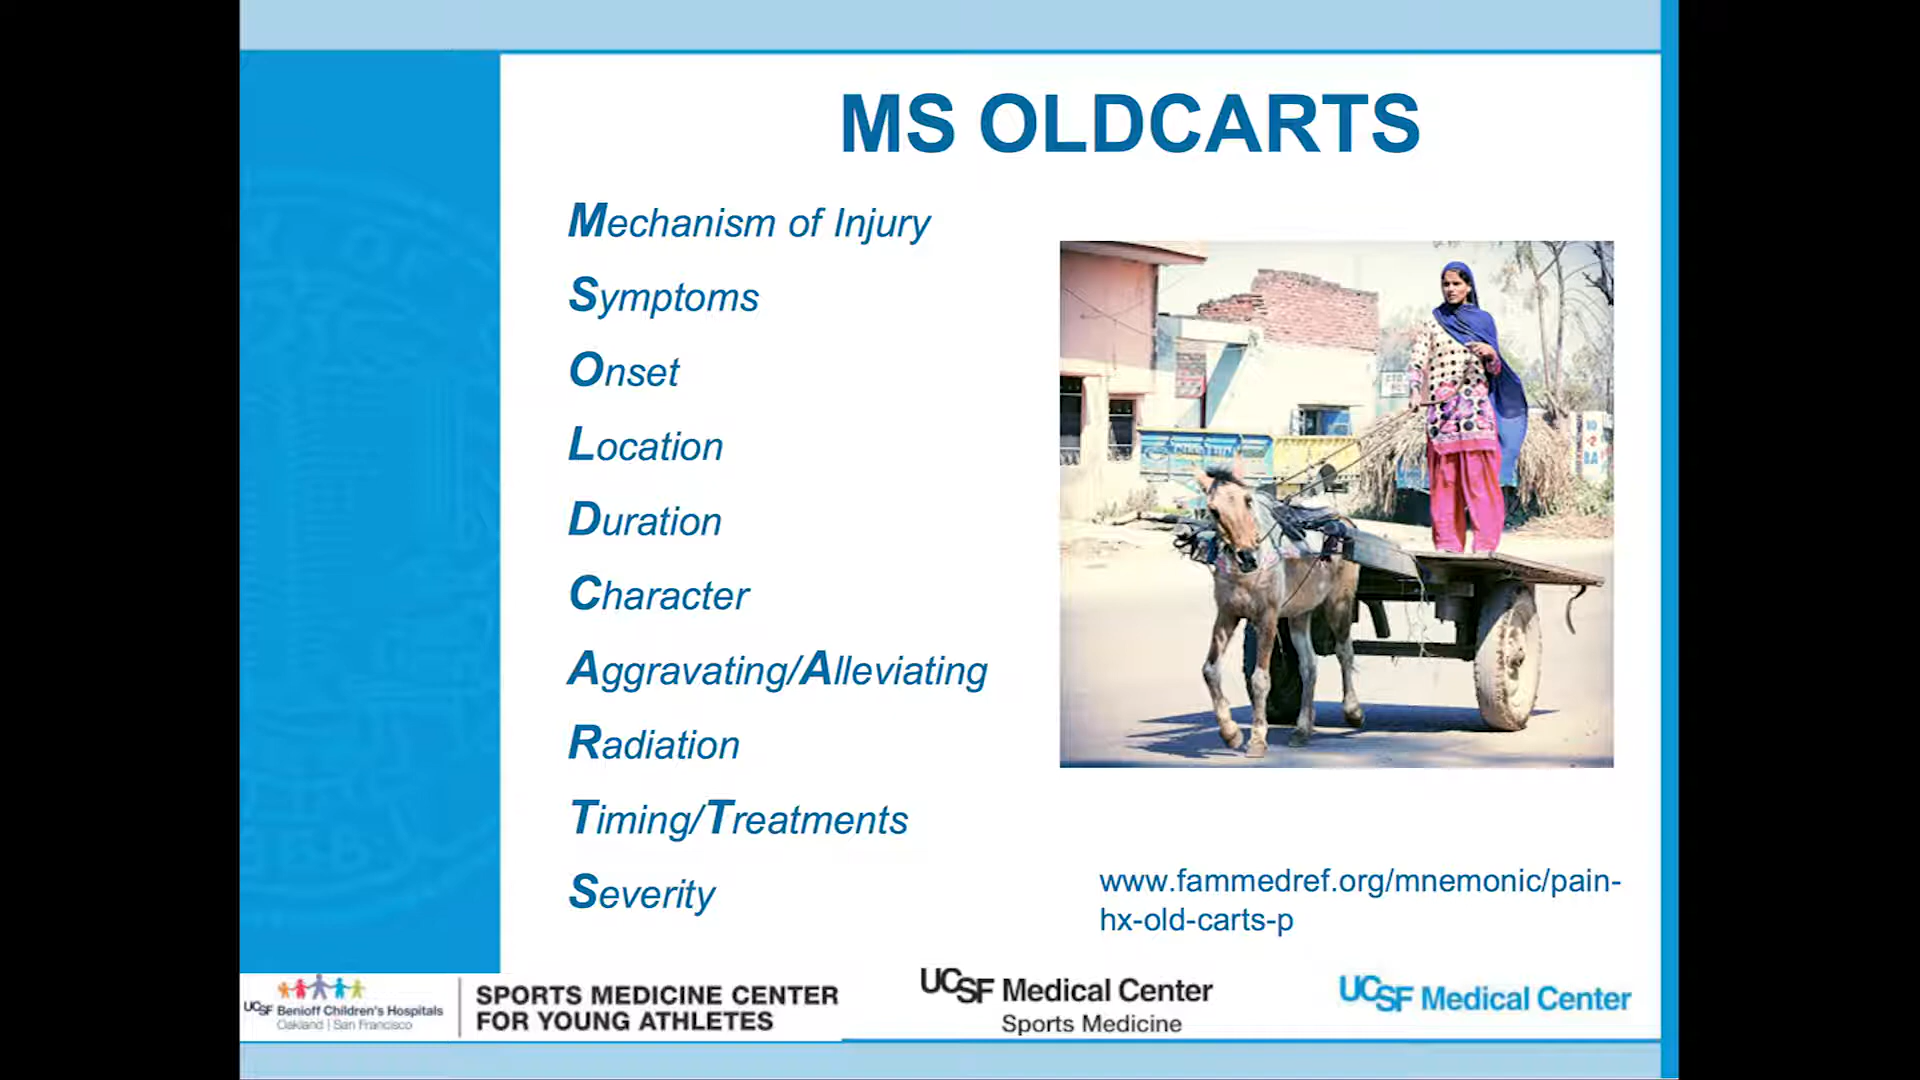 MS OLDCARTS
Mechanism of Injury
Symptoms
Onset
Location
Duration
Character
Aggravating/Alleviating
Radiation
Timing/Treatments
Severity
www.fammedref.org/mnemonic/pain-
hx-old-carts-p
UCSF Benioff Children's Hospitals
Oakland | San Francisco
SPORTS MEDICINE CENTER
FOR YOUNG ATHLETES
UCSF Medical Center
Sports Medicine
UCSF Medical Center